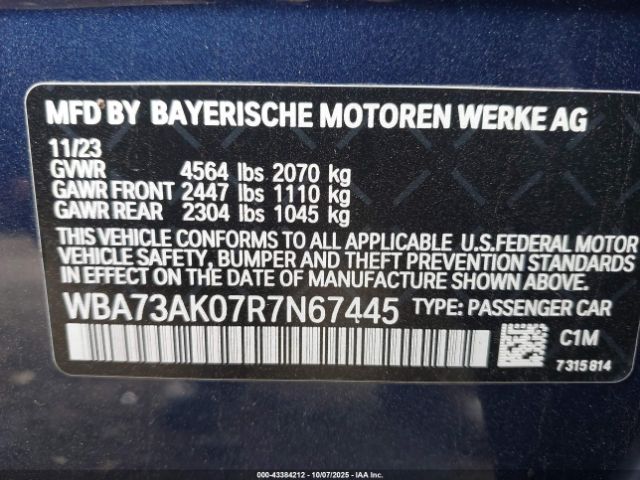 MFD BY BAYERISCHE MOTOREN WERKE AG
11/23
GVWR 4564 lbs 2070 kg
GAWR FRONT 2447 lbs 1110 kg
GAWR REAR 2304 lbs 1045 kg
THIS VEHICLE CONFORMS TO ALL APPLICABLE U.S.FEDERAL MOTOR
VEHICLE SAFETY, BUMPER AND THEFT PREVENTION STANDARDS
IN EFFECT ON THE DATE OF MANUFACTURE SHOWN ABOVE.
WBA73AK07R7N67445 TYPE: PASSENGER CAR
C1M
7315814
000-43384212 - 10/07/2025 - IAA Inc.